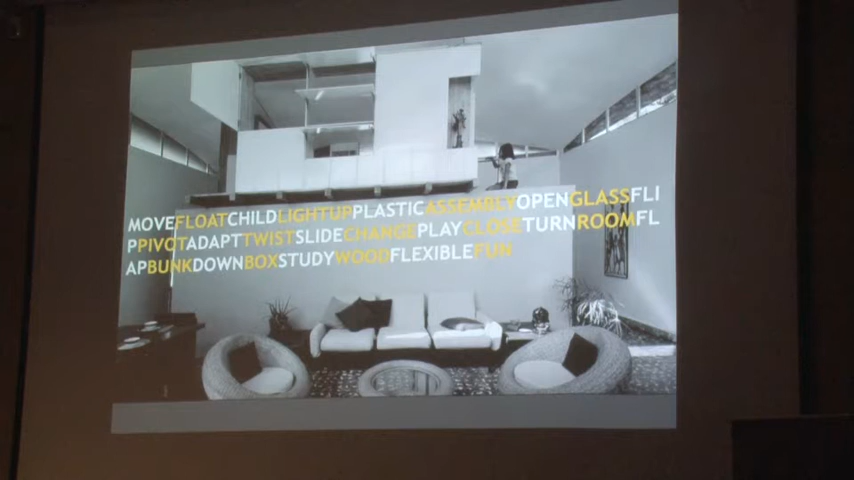 MOVEFLOATCHILDLIGHTUPPLASTICASSEMBLYOPENGLASSFLI
PPIVOTADAPTTWISTSLIDECHANGEPLAYCLOSETURNROOMFL
APBUNKDOWNBOXSTUDYWOODFLEXIBLEFUN